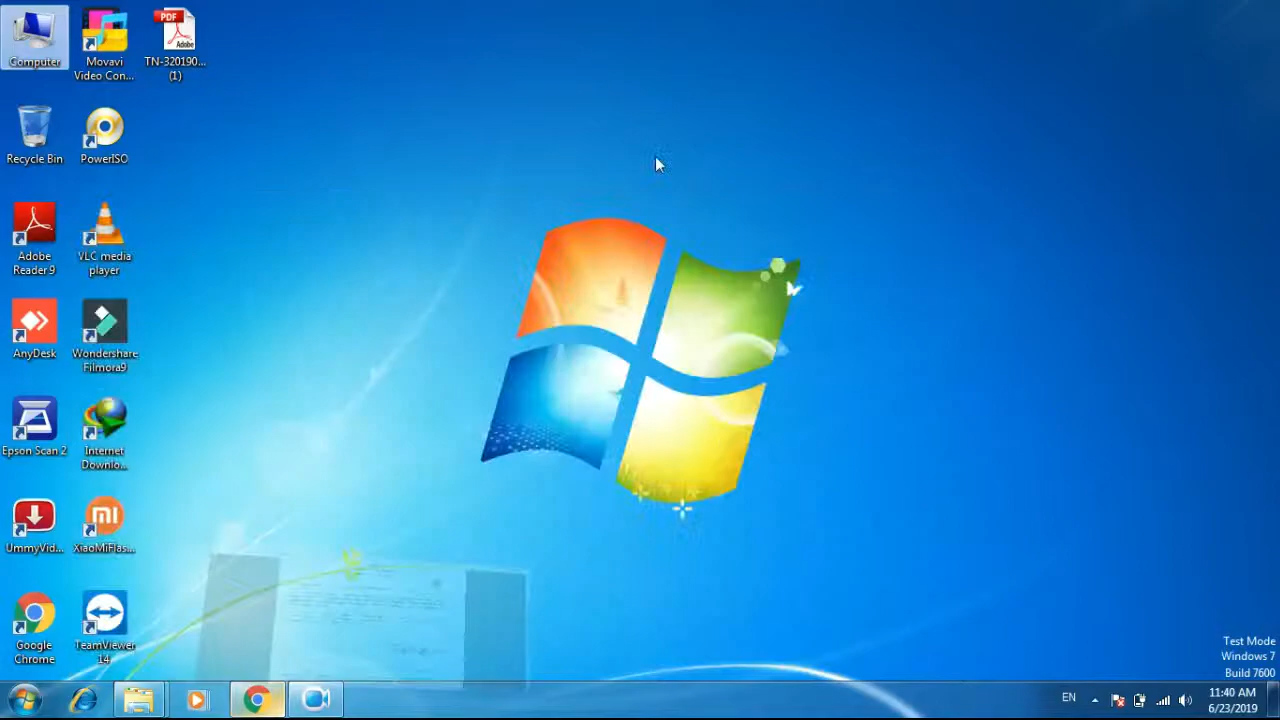 Computer
Movavi
Video Con...
PDF
Adobe
TN-320190...
(1)
Recycle Bin
PowerISO
Adobe
Reader 9
VLC media
player
AnyDesk
Wondershare
Filmora9
Epson Scan 2
Internet
Downlo...
UmmyVid...
mi
XiaoMiFlas...
Google
Chrome
TeamViewer
14
Test Mode
Windows 7
Build 7600
EN
11:40 AM
6/23/2019